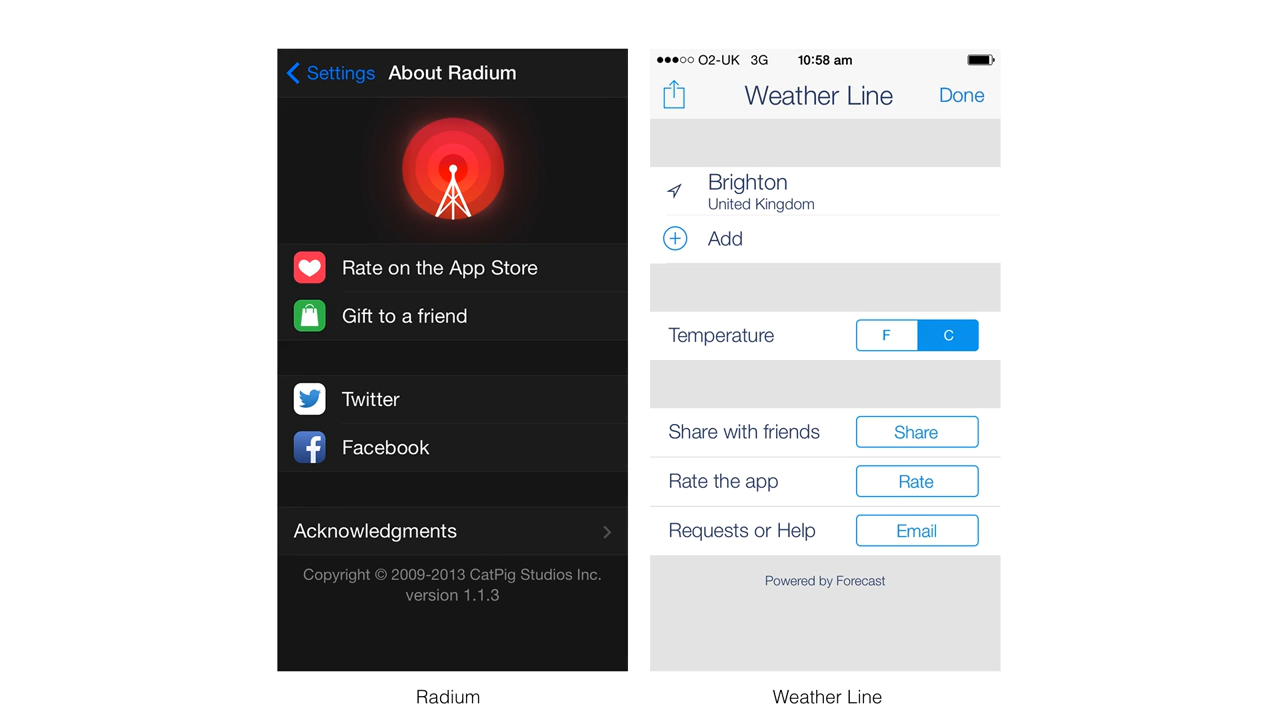 Settings About Radium
Rate on the App Store
Gift to a friend
Twitter
Facebook
Acknowledgments
Copyright © 2009-2013 CatPig Studios Inc.
version 1.1.3
Radium
O2-UK 3G 10:58 am
Weather Line Done
Brighton
United Kingdom
Add
Temperature F C
Share with friends Share
Rate the app Rate
Requests or Help Email
Powered by Forecast
Weather Line